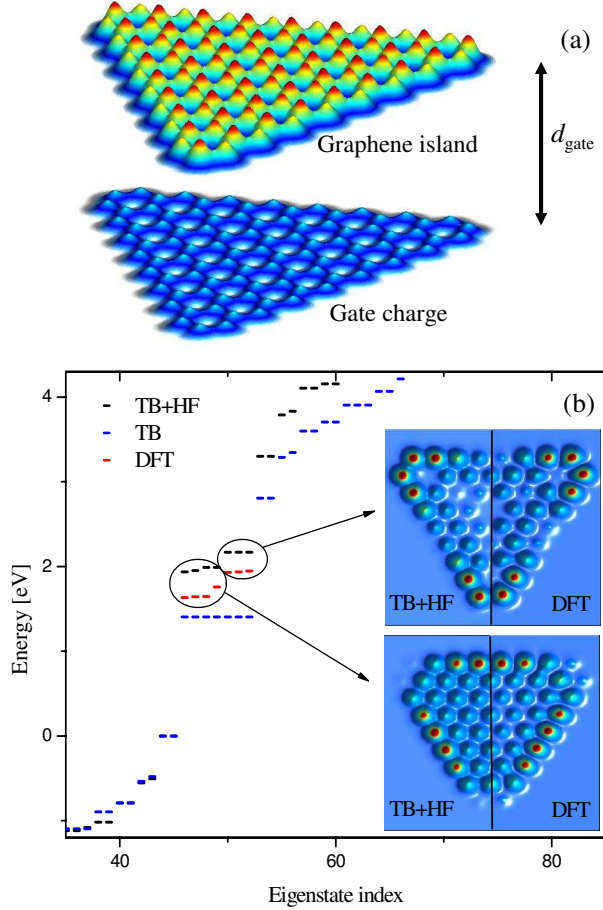 (a)
Graphene island
d_gate
Gate charge
(b)
TB+HF
TB
DFT
4
2
0
Energy [eV]
TB+HF
DFT
TB+HF
DFT
40
60
80
Eigenstate index